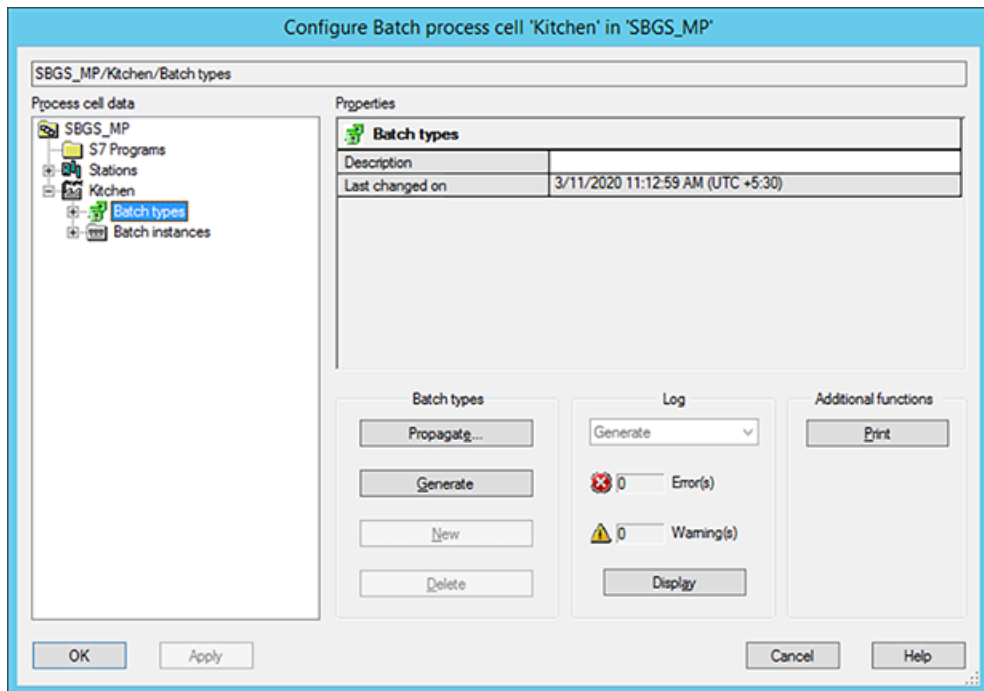 Configure Batch process cell 'Kitchen' in 'SBGS_MP'
SBGS_MP/Kitchen/Batch types
Process cell data
Properties
SBGS_MP
S7 Programs
Stations
Kitchen
Batch types
Batch instances
Batch types
Description
Last changed on 3/11/2020 11:12:59 AM (UTC +5:30)
Batch types
Log
Additional functions
Propagate...
Generate
Print
Generate
0 Error(s)
New
0 Warning(s)
Delete
Display
OK
Apply
Cancel
Help